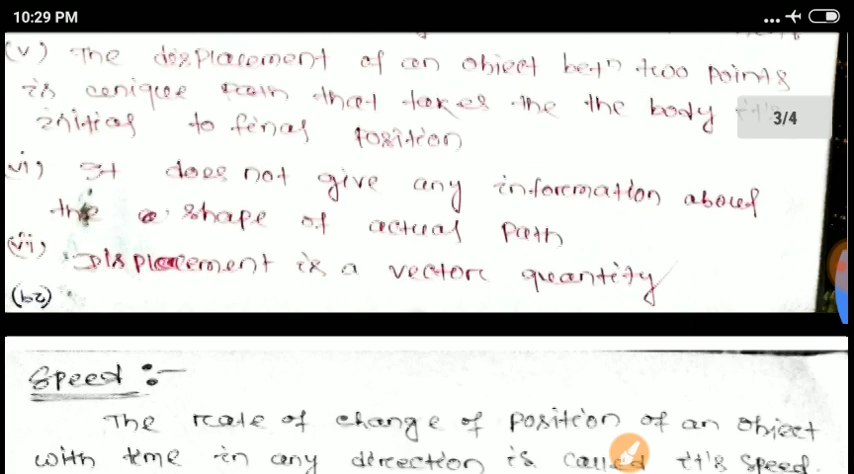 10:29 PM
(v) The displacement of an object betn two points
is unique path that takes the the body it's
initial to final position
3/4
vi) It does not give any information about
the shape of actual path
(vii) Displacement is a vector quantity
(b2)
Speed :-
The rate of change of position of an object
with time in any direction is called it's speed